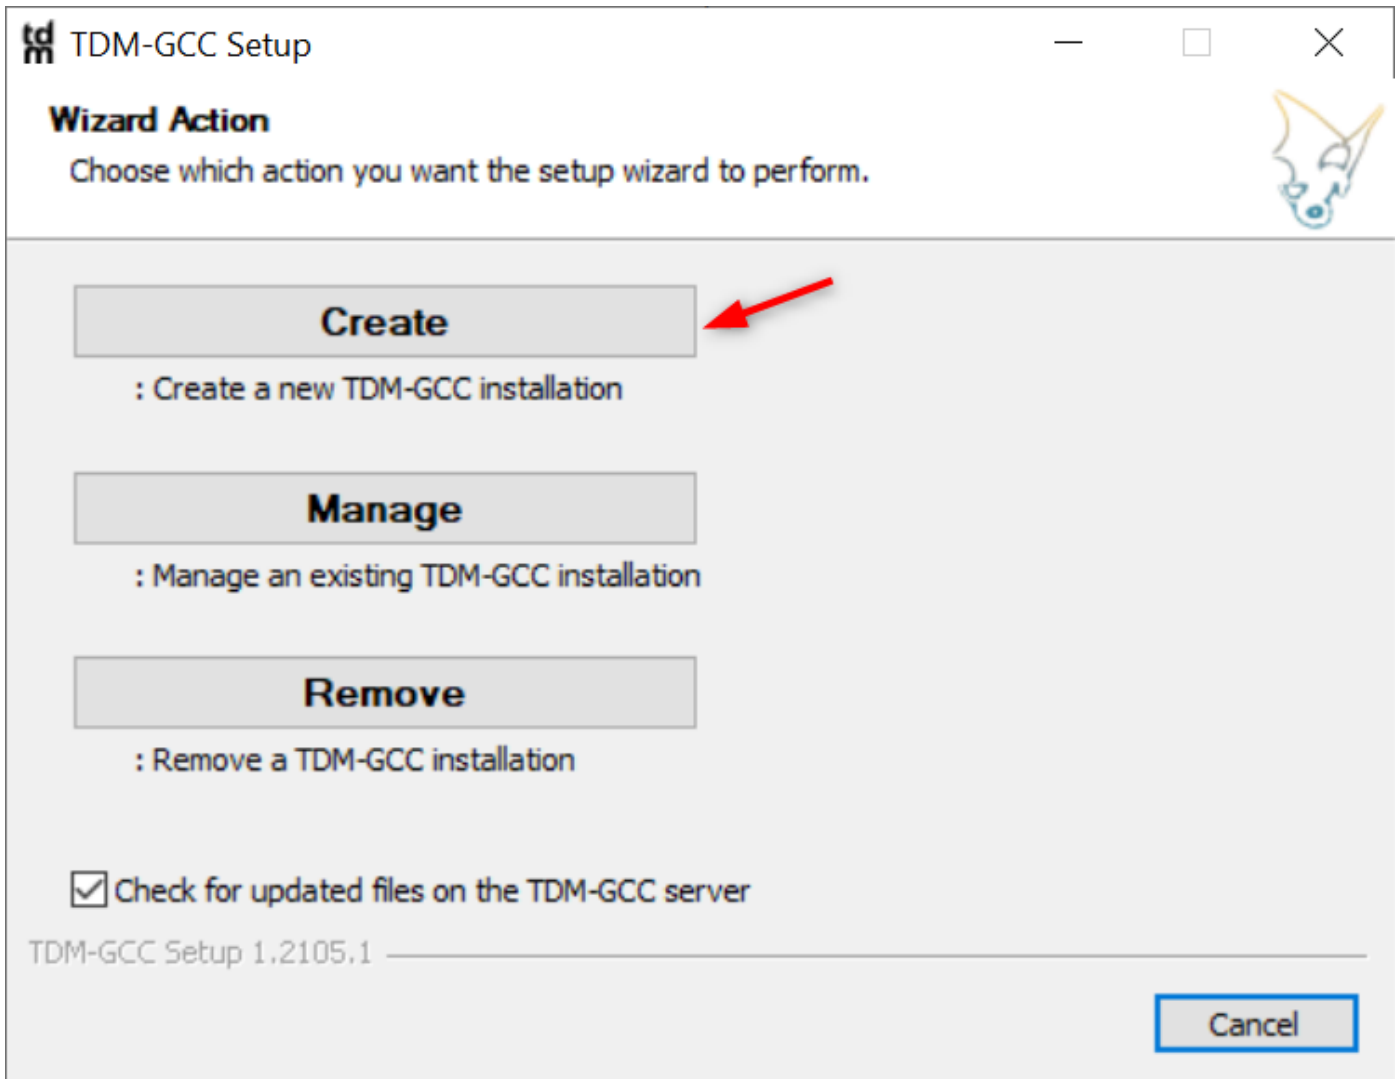 tdm TDM-GCC Setup
Wizard Action
Choose which action you want the setup wizard to perform.
Create
: Create a new TDM-GCC installation
Manage
: Manage an existing TDM-GCC installation
Remove
: Remove a TDM-GCC installation
Check for updated files on the TDM-GCC server
TDM-GCC Setup 1.2105.1
Cancel